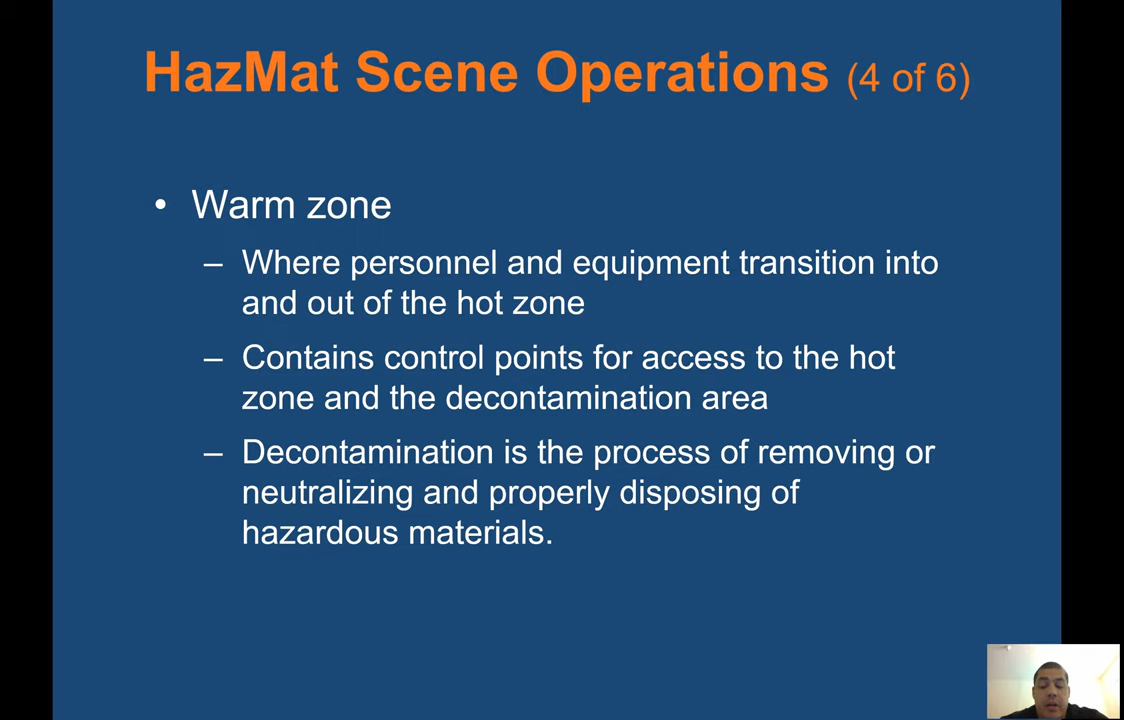 HazMat Scene Operations (4 of 6)
• Warm zone
– Where personnel and equipment transition into
and out of the hot zone
– Contains control points for access to the hot
zone and the decontamination area
– Decontamination is the process of removing or
neutralizing and properly disposing of
hazardous materials.